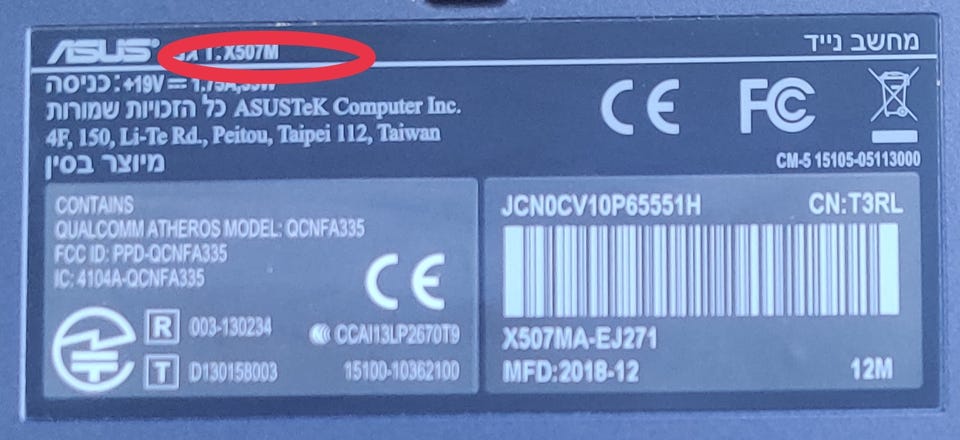 ASUS X507M
מחשב נייד
כניסה: +19V 1.75A,33W
כל הזכויות שמורות ASUSTeK Computer Inc.
4F, 150, Li-Te Rd., Peitou, Taipei 112, Taiwan
מיוצר בסין
CE FC
CM-5 15105-05113000
CONTAINS
QUALCOMM ATHEROS MODEL: QCNFA335
FCC ID: PPD-QCNFA335
IC: 4104A-QCNFA335
CE
R 003-130234
T D130158003
CCAI13LP2670T9
15100-10362100
JCN0CV10P65551H CN:T3RL
X507MA-EJ271
MFD:2018-12 12M